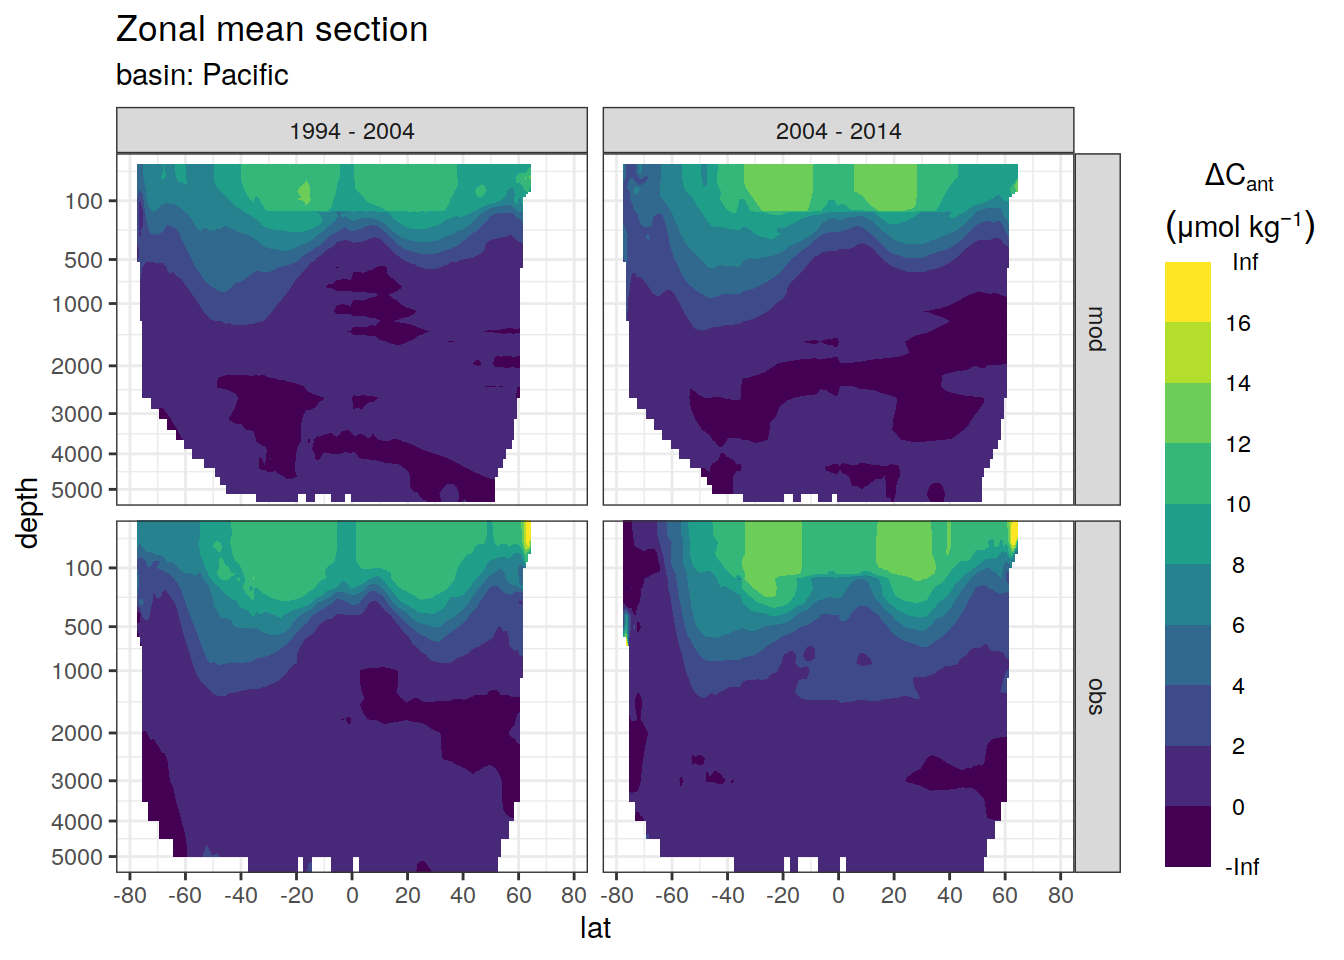 Zonal mean section
basin: Pacific
1994 - 2004
2004 - 2014
mod
obs
depth
100
500
1000
2000
3000
4000
5000
100
500
1000
2000
3000
4000
5000
-80 -60 -40 -20 0 20 40 60 80
-80 -60 -40 -20 0 20 40 60 80
lat
ΔCant
(µmol kg⁻¹)
Inf
16
14
12
10
8
6
4
2
0
-Inf